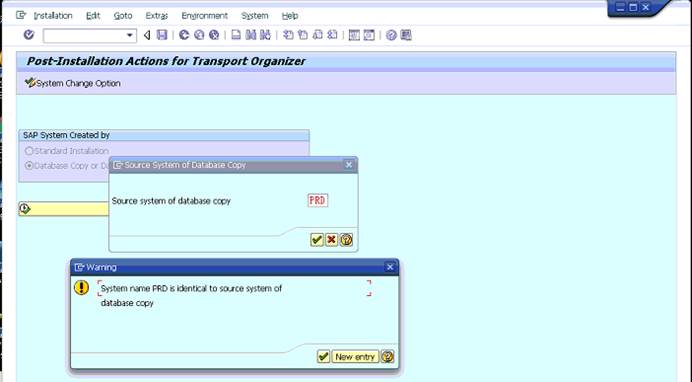 Installation Edit Goto Extras Environment System Help
Post-Installation Actions for Transport Organizer
System Change Option
SAP System Created by
Standard Installation
Database Copy or Da
Source System of Database Copy
Source system of database copy PRD
Warning
System name PRD is identical to source system of
database copy
New entry